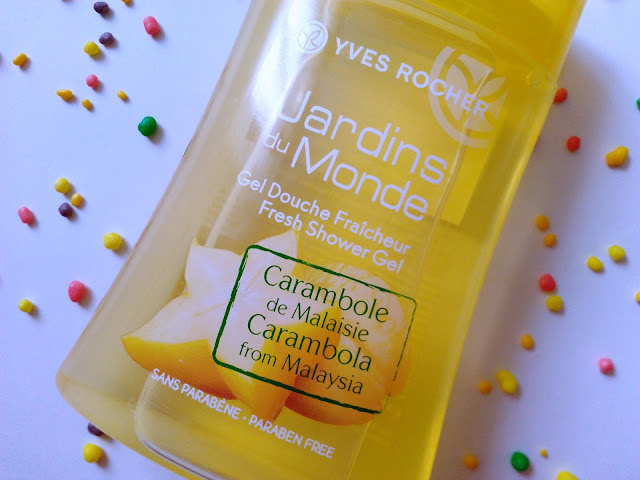 YVES ROCHER
Jardins
du Monde
Gel Douche Fraîcheur
Fresh Shower Gel
Carambole
de Malaisie
Carambola
from Malaysia
SANS PARABÈNE - PARABEN FREE